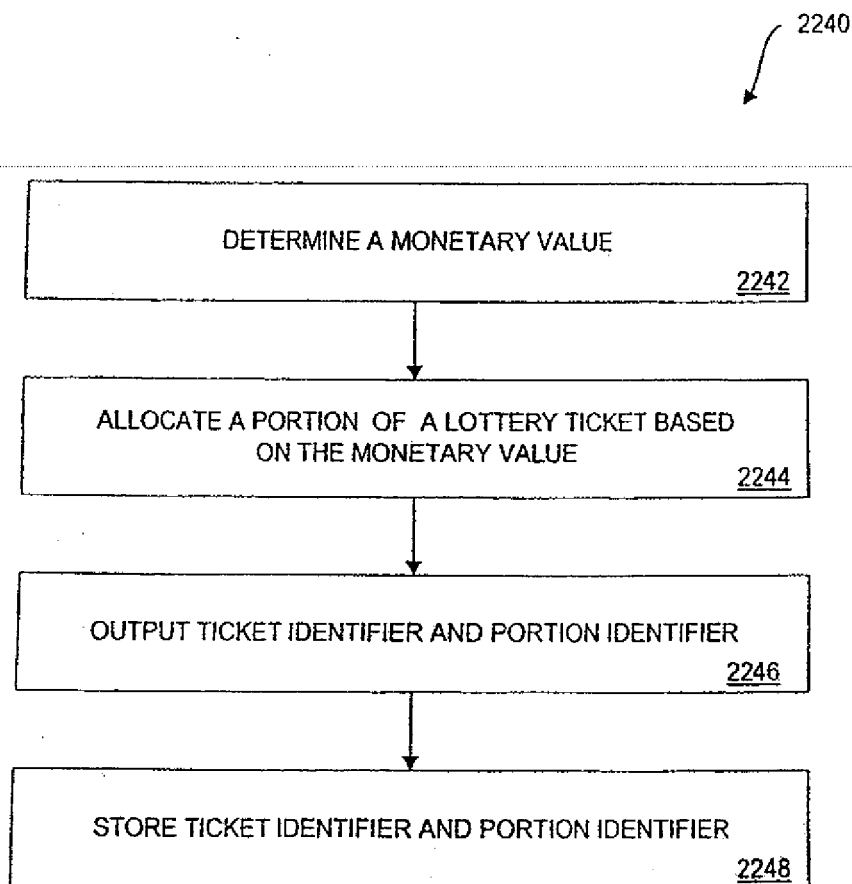 2240
DETERMINE A MONETARY VALUE
2242
ALLOCATE A PORTION OF A LOTTERY TICKET BASED
ON THE MONETARY VALUE
2244
OUTPUT TICKET IDENTIFIER AND PORTION IDENTIFIER
2246
STORE TICKET IDENTIFIER AND PORTION IDENTIFIER
2248